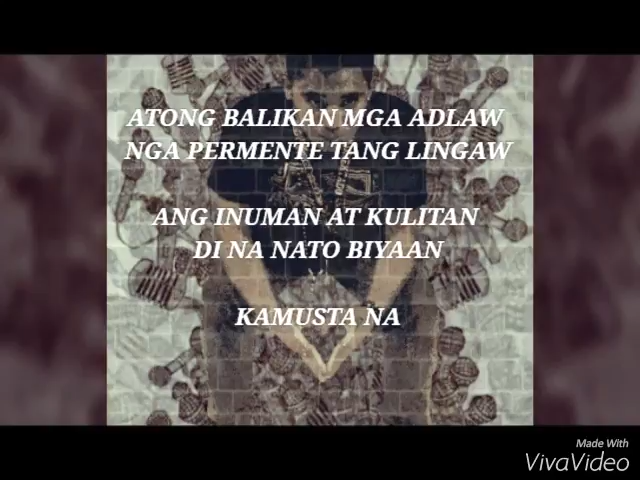 ATONG BALIKAN MGA ADLAW
NGA PERMENTE TANG LINGAW
ANG INUMAN AT KULITAN
DI NA NATO BIYAAN
KAMUSTA NA
Made With
VivaVideo